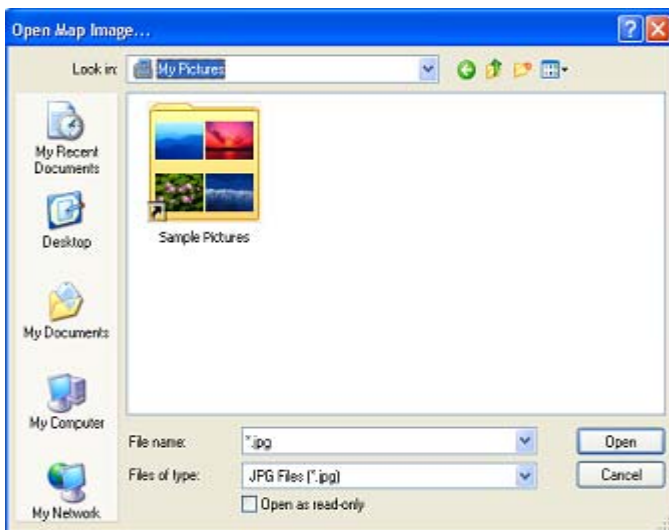 Open Map Image...
Look in:
My Pictures
My Recent
Documents
Desktop
My Documents
My Computer
My Network
Sample Pictures
File name:
*.jpg
Open
Files of type:
JPG Files (*.jpg)
Cancel
Open as read-only